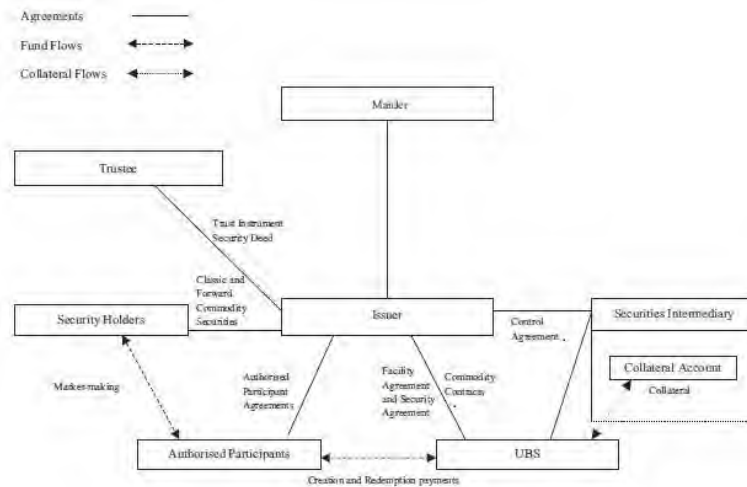 Agreements
Fund Flows
Collateral Flows
Trustee
Trust Instrument
Security Deed
Classic and
Forward
Commodity
Securities
Security Holders
Issuer
Control
Agreement
Securities Intermediary
Collateral Account
Collateral
Market-making
Authorised
Participant
Agreements
Facility
Agreement
and Security
Agreement
Commodity
Contracts
Authorised Participants
UBS
Creation and Redemption payments